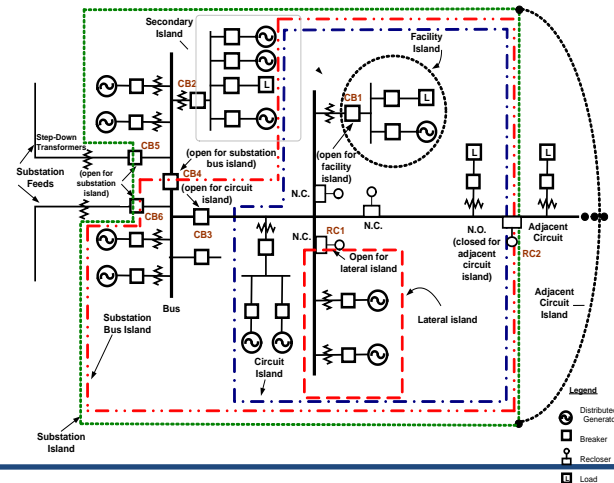 Secondary
Island
Facility
Island
CB2
L
CB1
L
Step-Down
Transformers
CB5
(open for substation
bus island)
(open for
facility
island)
L
L
Substation
Feeds
(open for
substation
island)
CB4
(open for circuit
island)
N.C.
CB6
N.C.
N.C.
RC1
N.O.
(closed for
adjacent
circuit
island)
Adjacent
Circuit
CB3
Open for
lateral island
RC2
Bus
Substation
Bus Island
Lateral island
Adjacent
Circuit
Island
Circuit
Island
Substation
Island
Legend
Distributed
Generator
Breaker
Recloser
L
Load